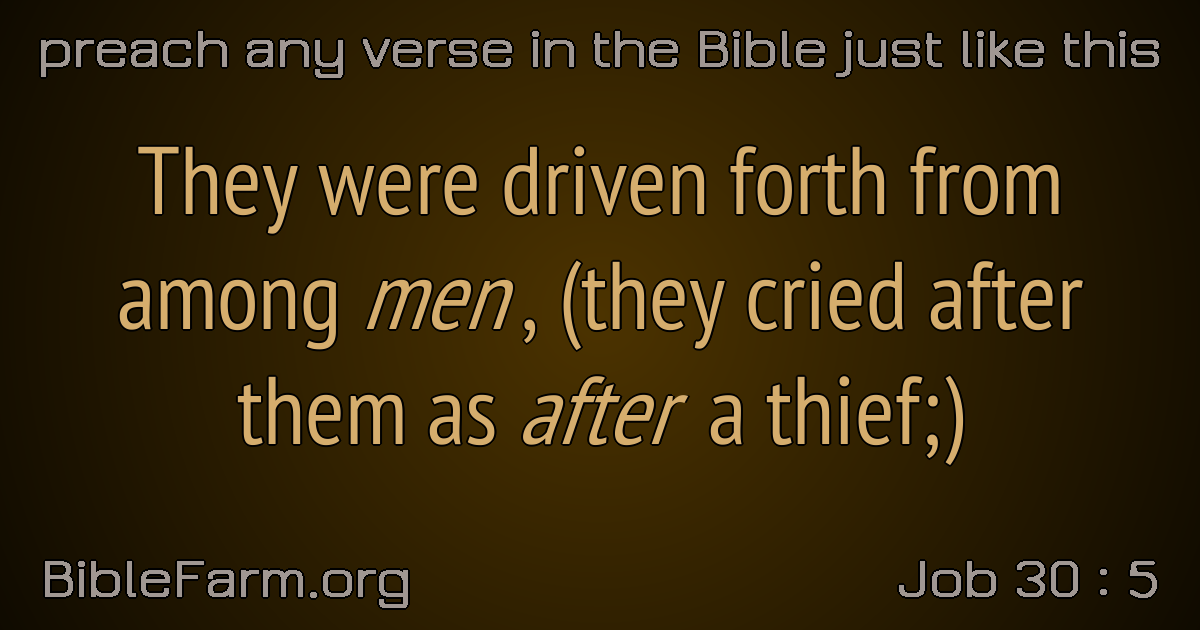 preach any verse in the Bible just like this
They were driven forth from
among men, (they cried after
them as after a thief;)
BibleFarm.org
Job 30 : 5